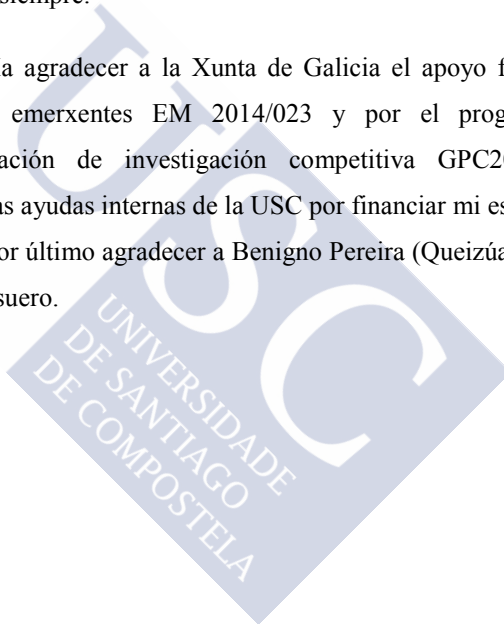 siempre.
a agradecer a la Xunta de Galicia el apoyo f
emerxentes EM 2014/023 y por el prog
ación de investigación competitiva GPC2
as ayudas internas de la USC por financiar mi es
or último agradecer a Benigno Pereira (Queizúa
suero.
USC
UNIVERSIDADE
DE SANTIAGO
DE COMPOSTELA